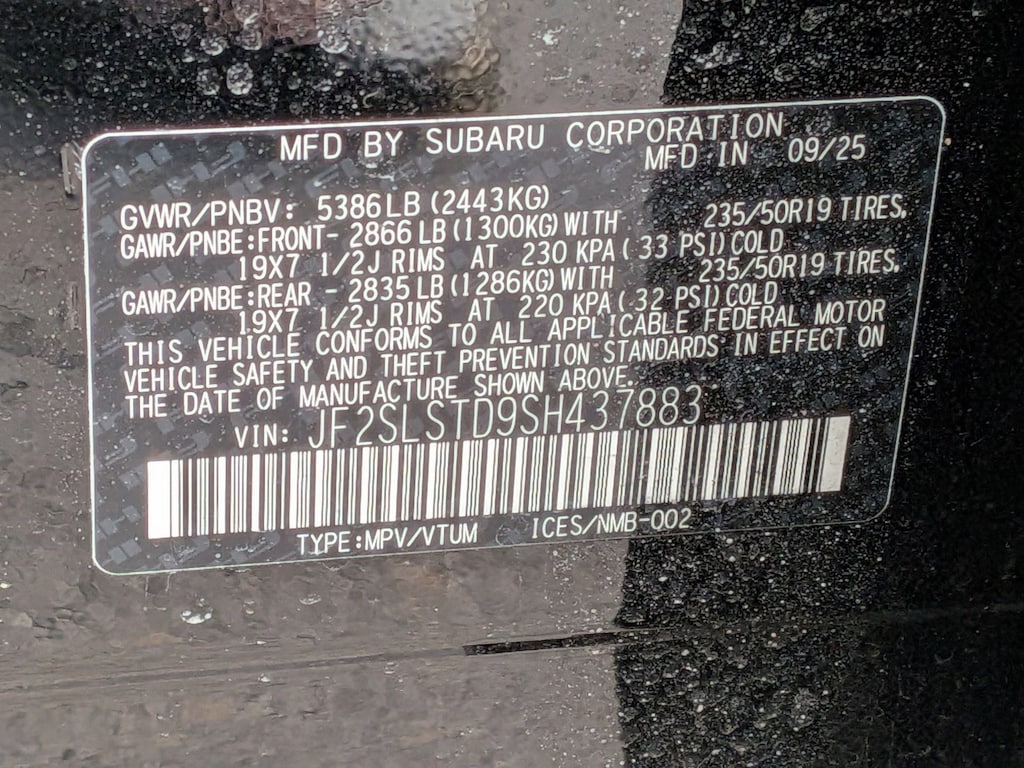 MFD BY SUBARU CORPORATION
MFD IN 09/25
GVWR/PNBV: 5386LB (2443KG)
GAWR/PNBE:FRONT- 2866LB(1300KG)WITH 235/50R19 TIRES,
19X7 1/2J RIMS AT 230 KPA( 33 PSI)COLD
GAWR/PNBE:REAR - 2835LB(1286KG)WITH 235/50R19 TIRES,
19X7 1/2J RIMS AT 220 KPA( 32 PSI)COLD
THIS VEHICLE CONFORMS TO ALL APPLICABLE FEDERAL MOTOR
VEHICLE SAFETY AND THEFT PREVENTION STANDARDS IN EFFECT ON
THE DATE OF MANUFACTURE SHOWN ABOVE.
VIN: JF2SLSTD9SH437883
TYPE:MPV/VTUM ICES/NMB-002